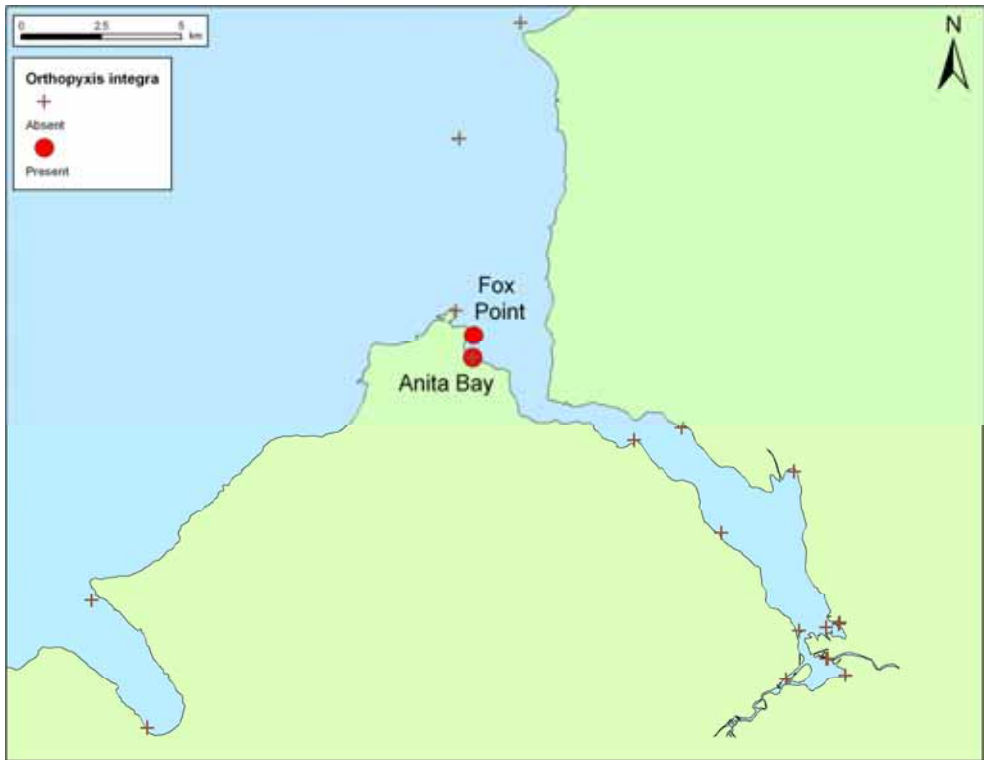 0 2.5 5
km
N
Orthopyxis integra
Absent
Present
Fox
Point
Anita Bay